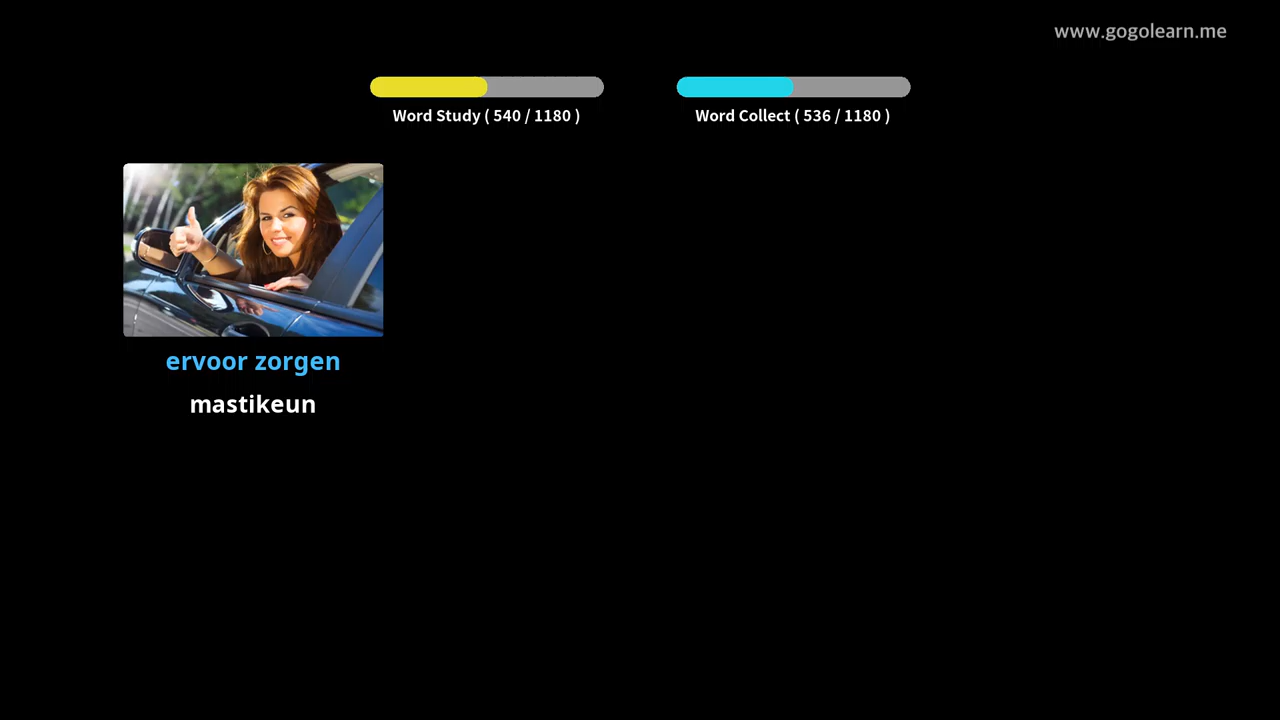 www.gogolearn.me
Word Study ( 540 / 1180 )
Word Collect ( 536 / 1180 )
ervoor zorgen
mastikeun